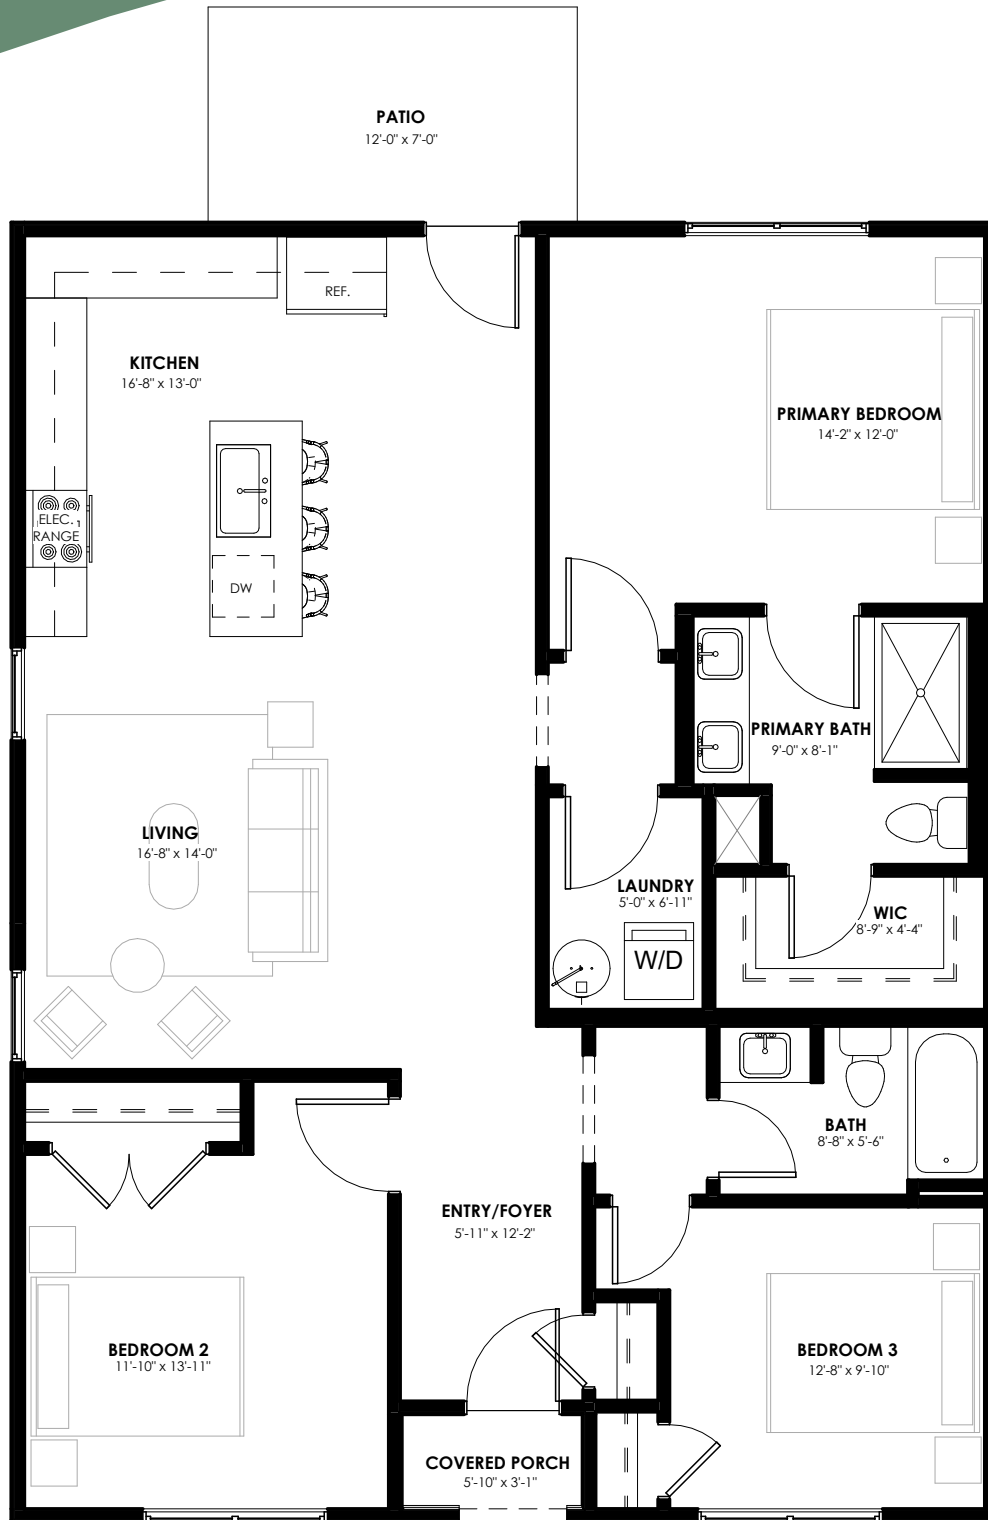 PATIO
12'-0" x 7'-0"
REF.
KITCHEN
16'-8" x 13'-0"
PRIMARY BEDROOM
14'-2" x 12'-0"
ELEC.
RANGE
DW
PRIMARY BATH
9'-0" x 8'-1"
LIVING
16'-8" x 14'-0"
LAUNDRY
5'-0" x 6'-11"
WIC
8'-9" x 4'-4"
W/D
BATH
8'-8" x 5'-6"
ENTRY/FOYER
5'-11" x 12'-2"
BEDROOM 2
11'-10" x 13'-11"
BEDROOM 3
12'-8" x 9'-10"
COVERED PORCH
5'-10" x 3'-1"